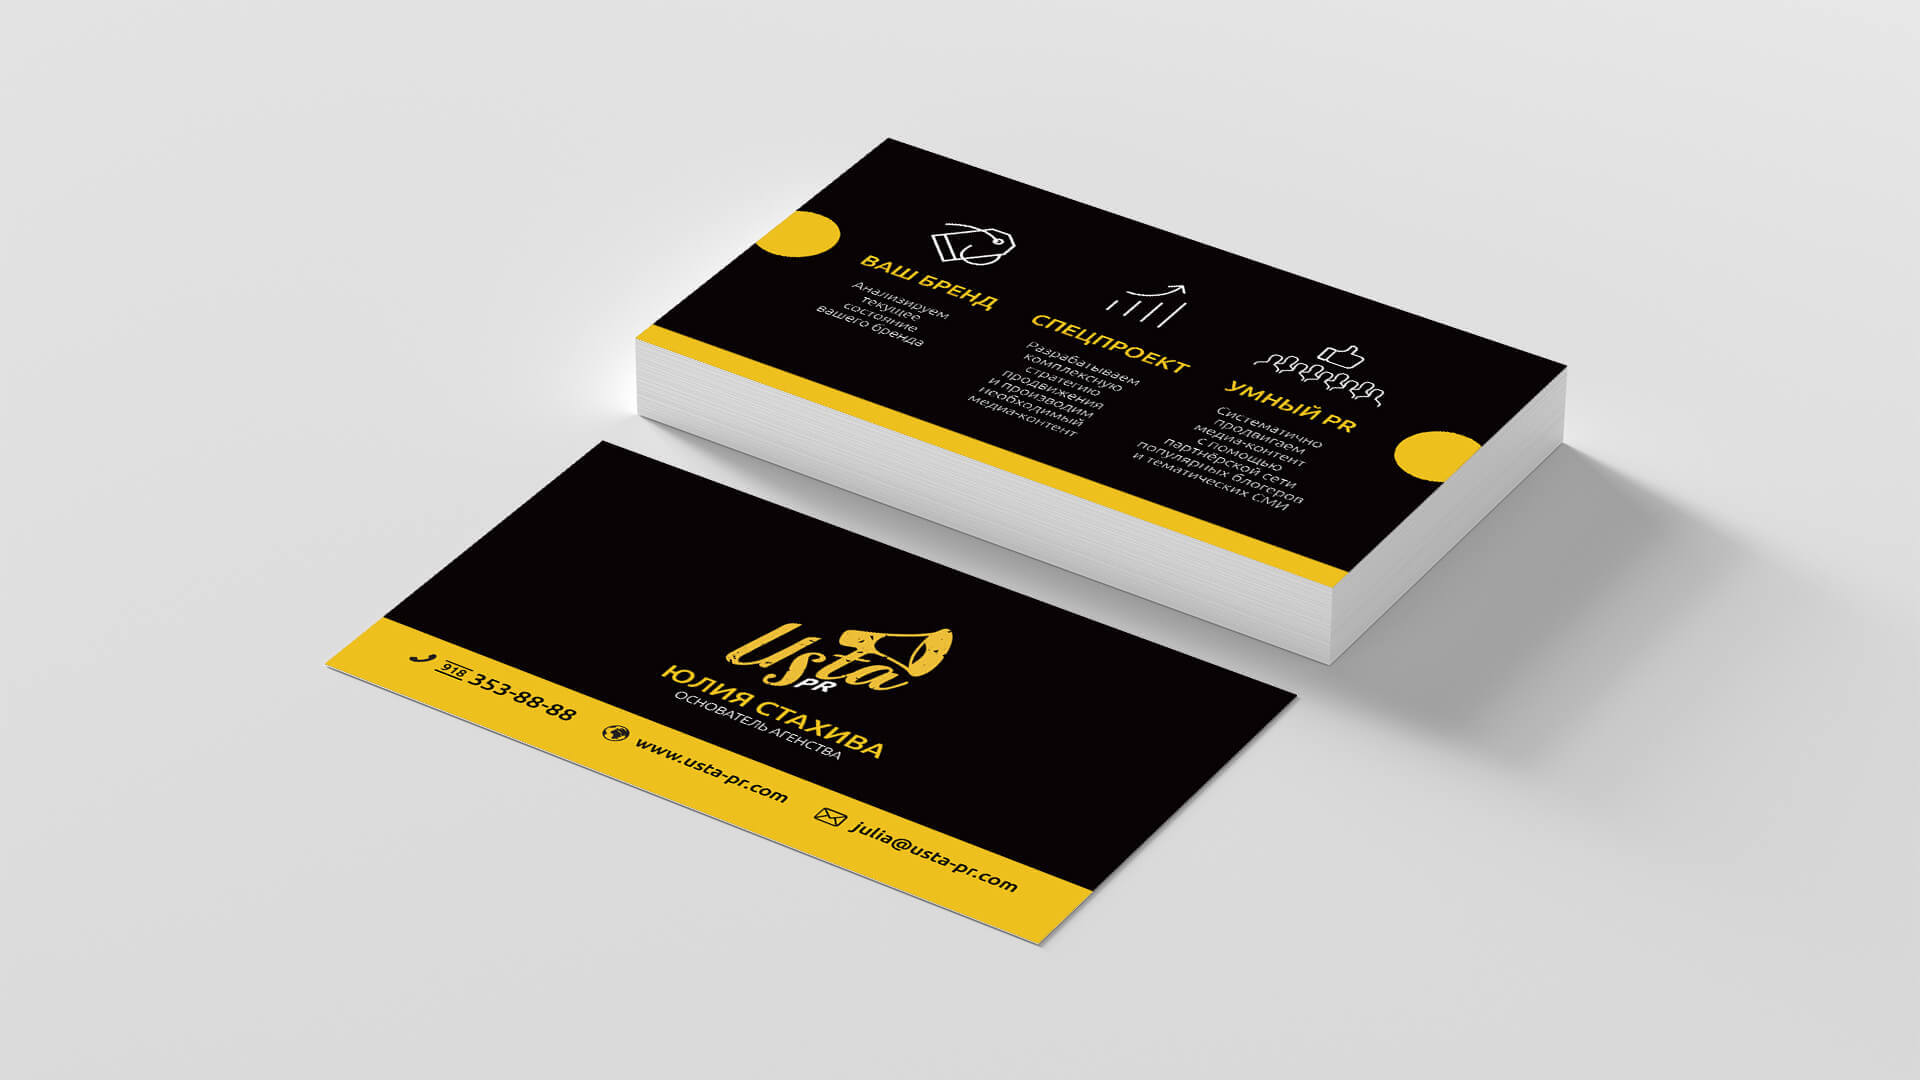 ВАШ БРЕНД
Анализируем
текущее
состояние
вашего бренда
СПЕЦПРОЕКТ
Разрабатываем
комплексную
стратегию
продвижения
и производим
необходимый
медиа-контент
УМНЫЙ PR
Систематично
продвигаем
медиа-контент
с помощью
партнёрской сети
популярных блогеров
и тематических СМИ
Usta
PR
ЮЛИЯ СТАХИВА
ОСНОВАТЕЛЬ АГЕНСТВА
918 353-88-88
www.usta-pr.com
julia@usta-pr.com